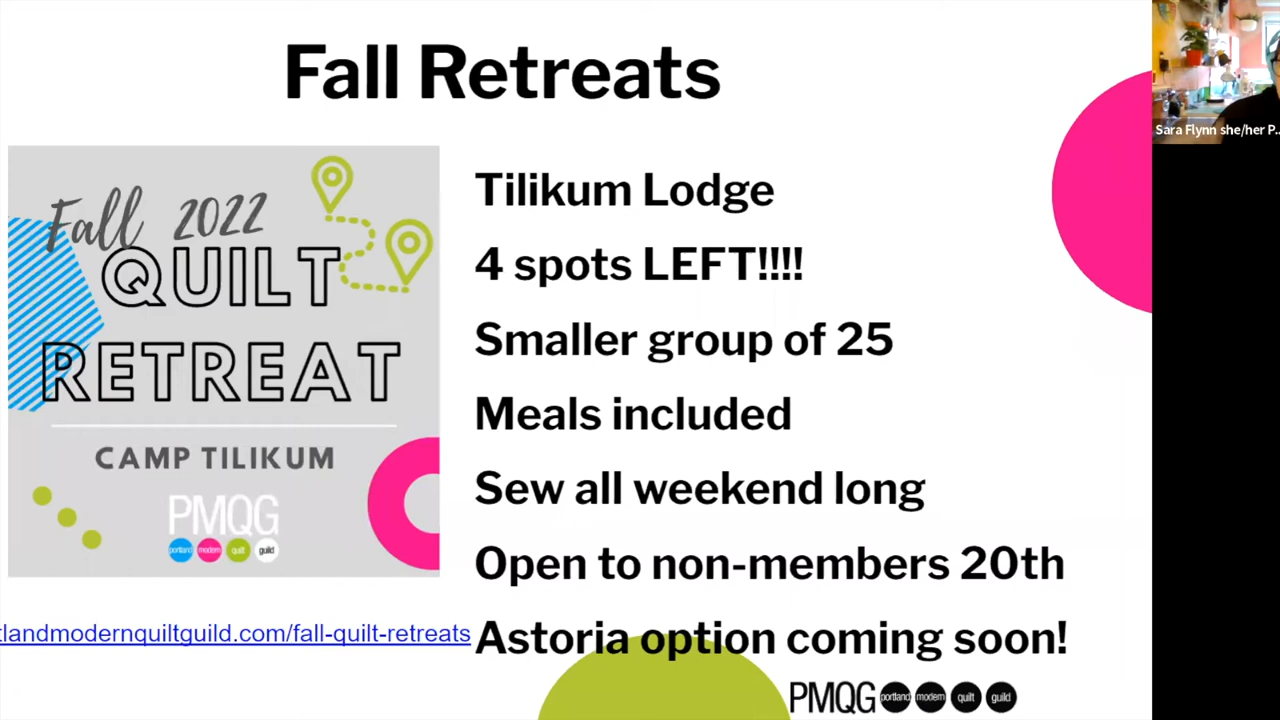 Fall Retreats
Sara Flynn she/her P...
Fall 2022
QUILT
RETREAT
CAMP TILIKUM
PMQG
portland modern quilt guild
Tilikum Lodge
4 spots LEFT!!!!
Smaller group of 25
Meals included
Sew all weekend long
Open to non-members 20th
Astoria option coming soon!
tlandmodernquiltguild.com/fall-quilt-retreats
PMQG portland modern quilt guild